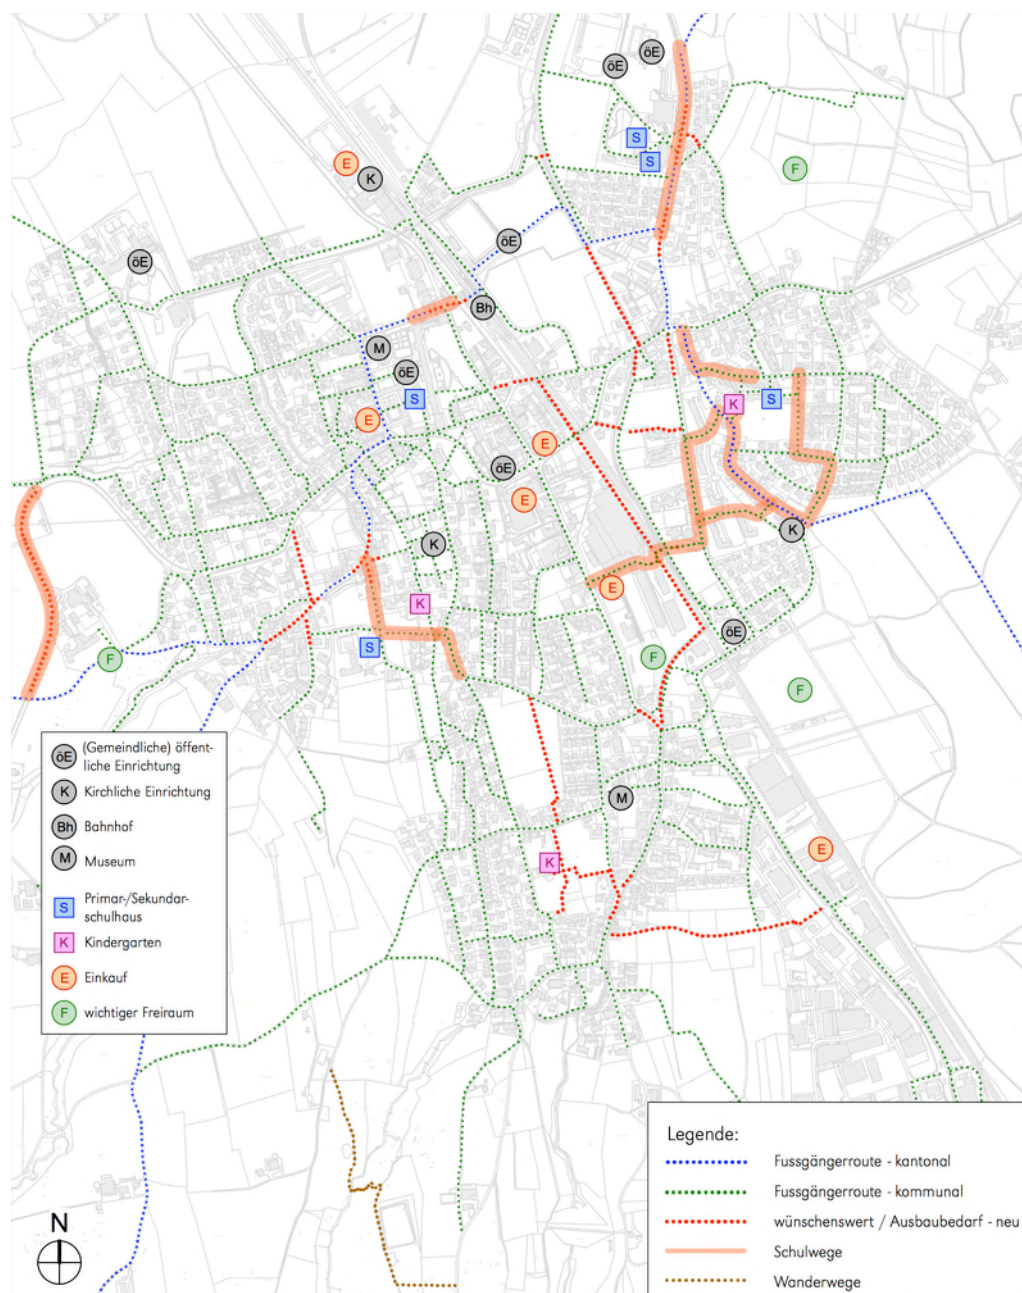 öE
öE
S
S
E
K
F
öE
öE
Bh
M
öE
S
E
K
S
E
öE
E
K
K
E
K
S
öE
F
F
F
M
E
K
öE (Gemeindliche) öffent-
liche Einrichtung
K Kirchliche Einrichtung
Bh Bahnhof
M Museum
S Primar-/Sekundar-
schulhaus
K Kindergarten
E Einkauf
F wichtiger Freiraum
N
Legende:
Fussgängerroute - kantonal
Fussgängerroute - kommunal
wünschenswert / Ausbaubedarf - neu
Schulwege
Wanderwege